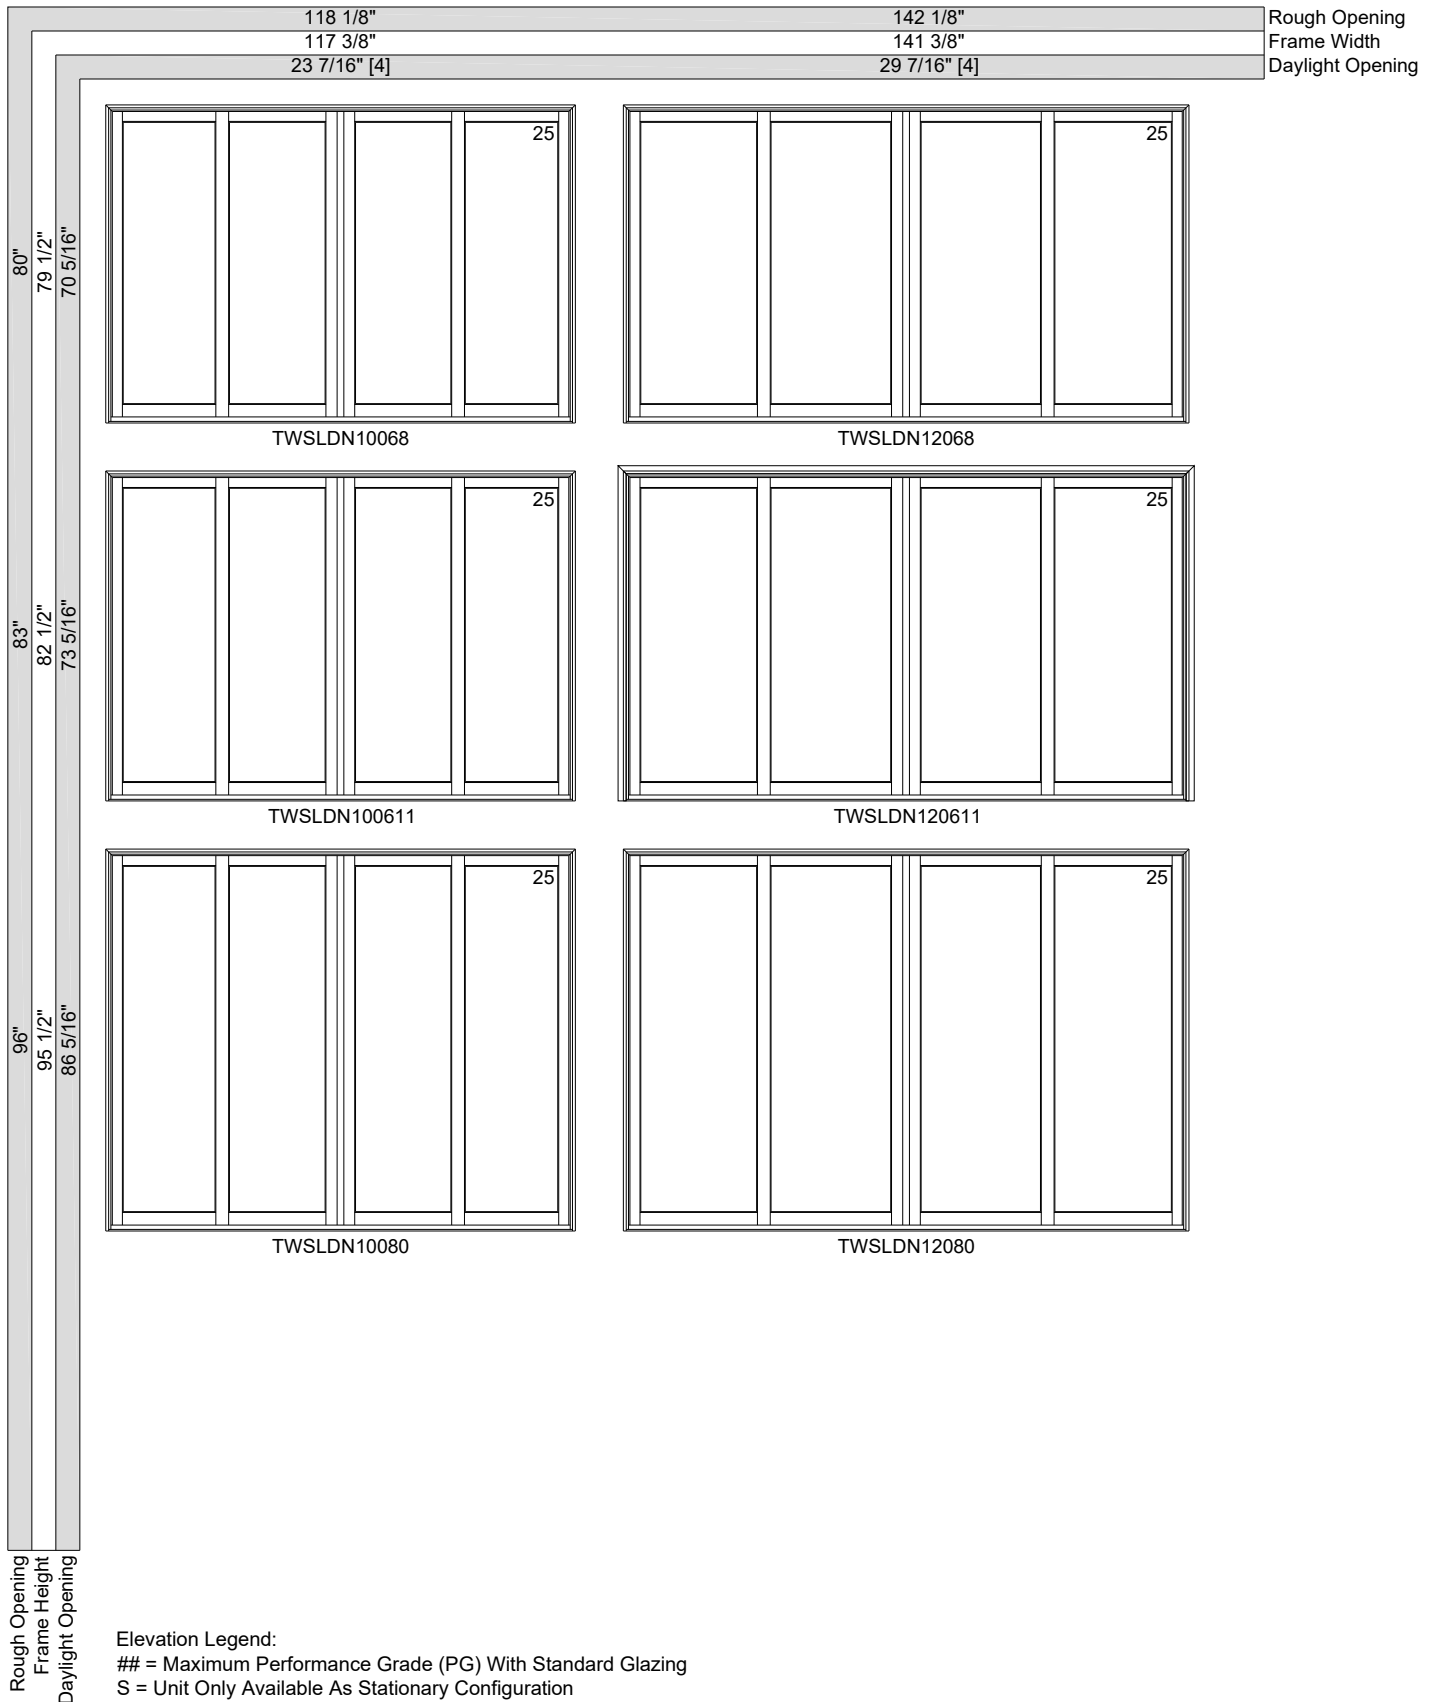 118 1/8" 142 1/8" Rough Opening
117 3/8" 141 3/8" Frame Width
23 7/16" [4] 29 7/16" [4] Daylight Opening
80"
79 1/2"
70 5/16"
25 25
TWSLDN10068 TWSLDN12068
83"
82 1/2"
73 5/16"
25 25
TWSLDN100611 TWSLDN120611
96"
95 1/2"
86 5/16"
25 25
TWSLDN10080 TWSLDN12080
Rough Opening
Frame Height
Daylight Opening
Elevation Legend:
## = Maximum Performance Grade (PG) With Standard Glazing
S = Unit Only Available As Stationary Configuration